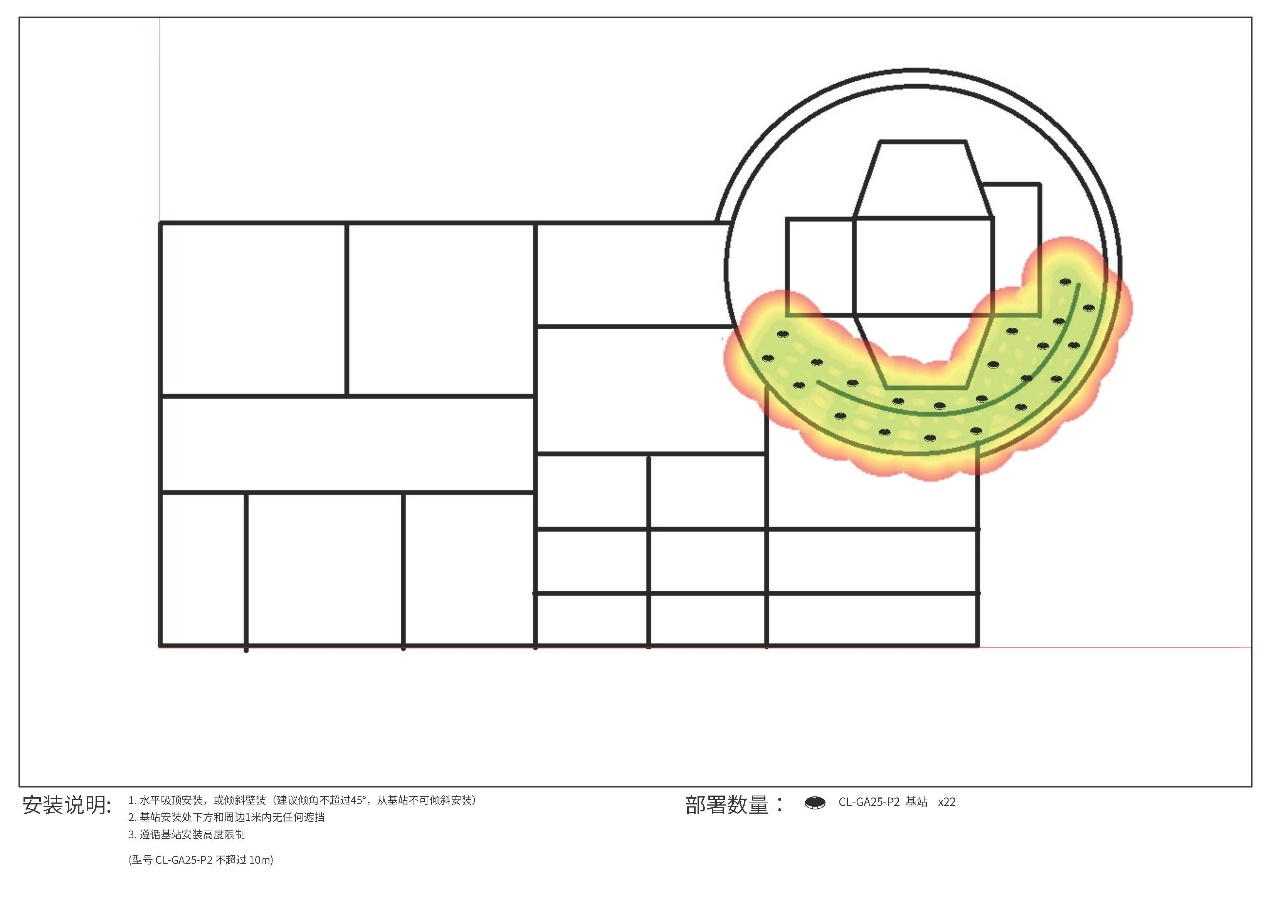 安装说明:
1. 水平吸顶安装，或倾斜壁装（建议倾角不超过45°，从基站不可倾斜安装）
2. 基站安装处下方和周边1米内无任何遮挡
3. 遵循基站安装高度限制
(型号 CL-GA25-P2 不超过 10m)
部署数量： CL-GA25-P2 基站 x22